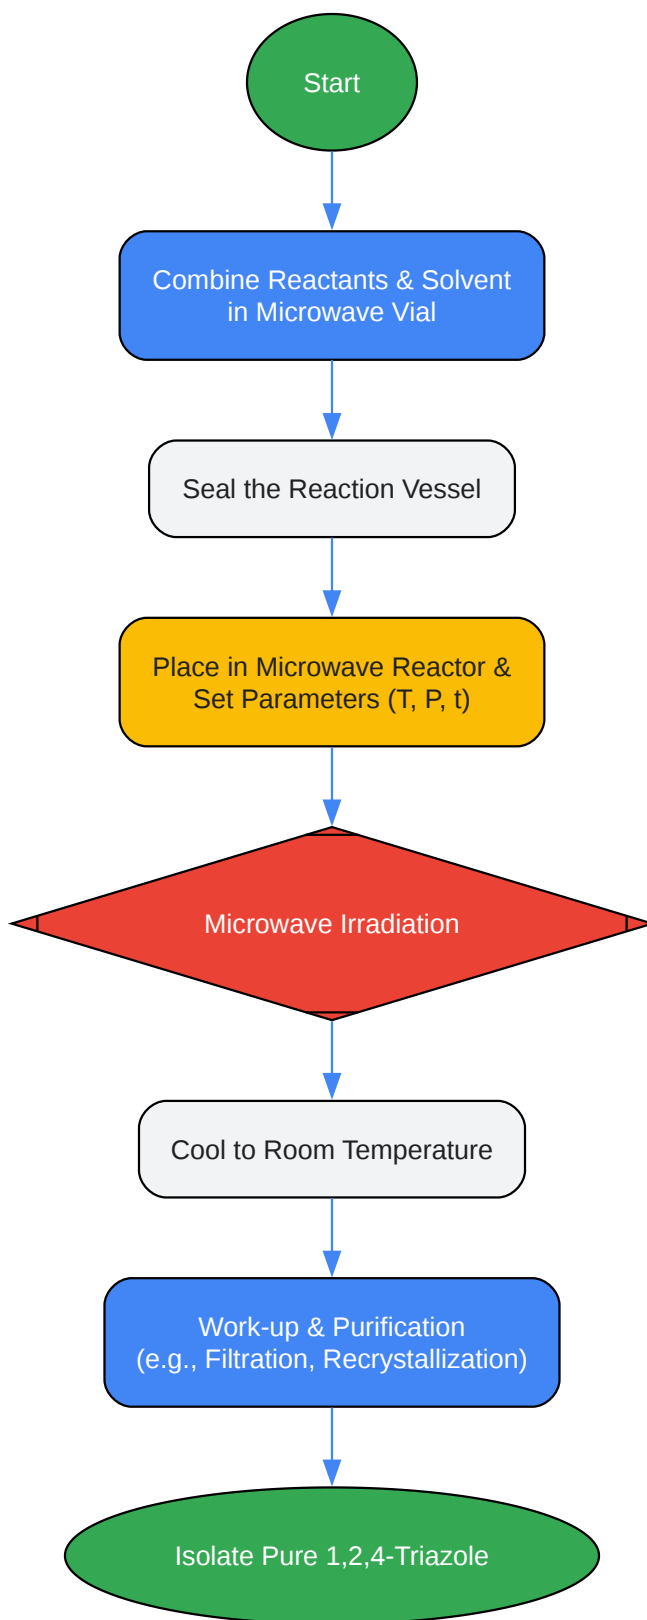 Start
Combine Reactants & Solvent
in Microwave Vial
Seal the Reaction Vessel
Place in Microwave Reactor &
Set Parameters (T, P, t)
Microwave Irradiation
Cool to Room Temperature
Work-up & Purification
(e.g., Filtration, Recrystallization)
Isolate Pure 1,2,4-Triazole